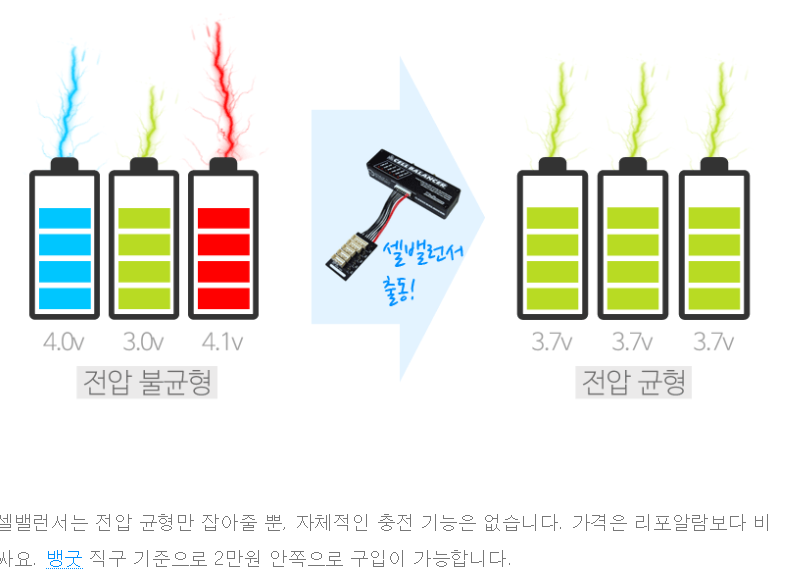 CELL BALANCER
셀밸런서
출동!
4.0v 3.0v 4.1v 3.7v 3.7v 3.7v
전압 불균형 전압 균형
셀밸런서는 전압 균형만 잡아줄 뿐, 자체적인 충전 기능은 없습니다. 가격은 리포알람보다 비
싸요. 뱅굿 직구 기준으로 2만원 안쪽으로 구입이 가능합니다.